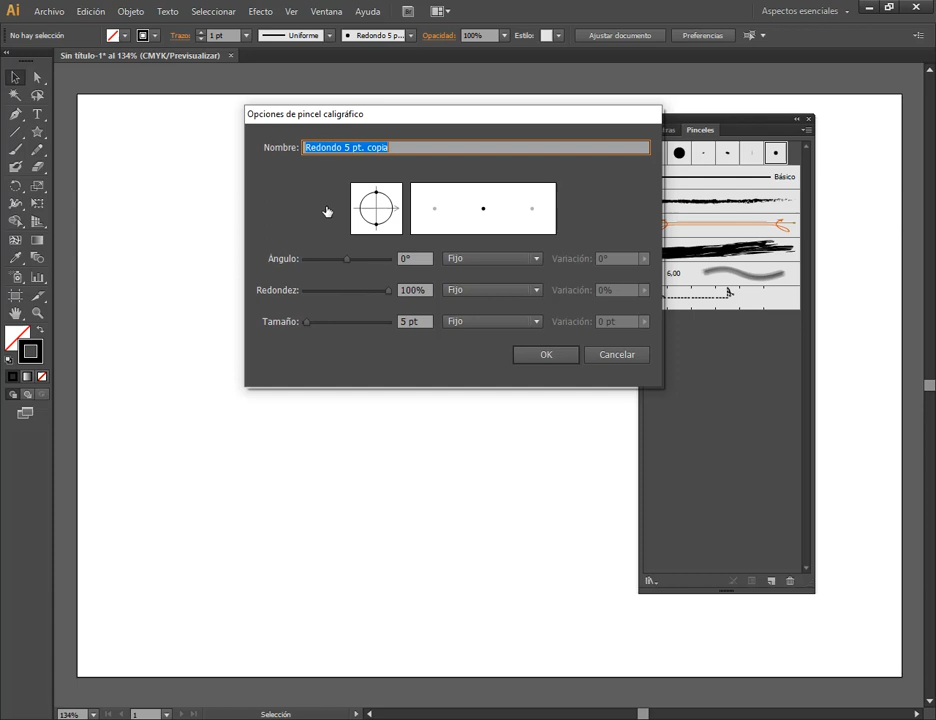 Ai Archivo Edición Objeto Texto Seleccionar Efecto Ver Ventana Ayuda Br Aspectos esenciales
No hay selección Trazo: 1 pt Uniforme Redondo 5 p... Opacidad: 100% Estilo: Ajustar documento Preferencias
Sin título-1* al 134% (CMYK/Previsualizar)
Opciones de pincel caligráfico
Pinceles
Nombre: Redondo 5 pt. copia
Básico
Ángulo: 0° Fijo Variación: 0°
6,00
Redondez: 100% Fijo Variación: 0%
Tamaño: 5 pt Fijo Variación: 0 pt
OK Cancelar
134% 1 Selección